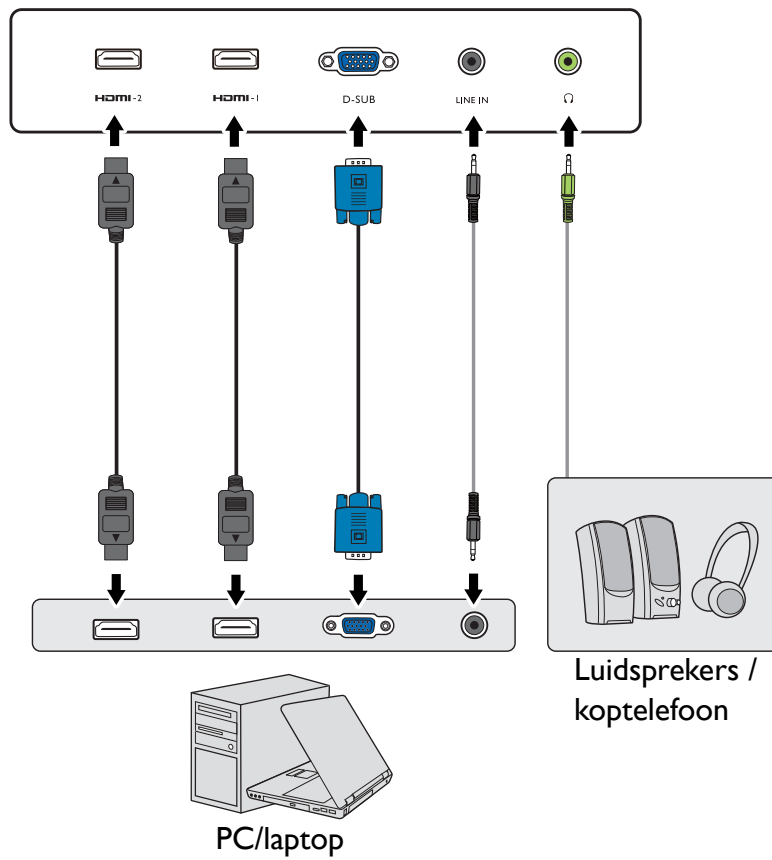 HDMI-2
HDMI-1
D-SUB
LINE IN
Luidsprekers /
koptelefoon
PC/laptop